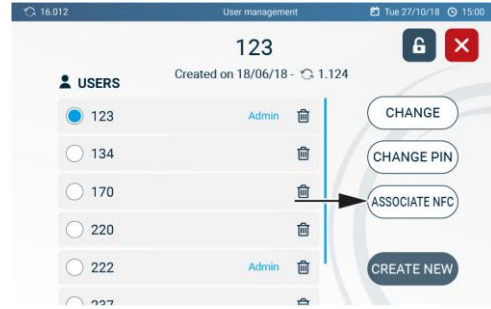 16.012 User management Tue 27/10/18 15:00
123
Created on 18/06/18 - 1.124
USERS
123 Admin
134
170
220
222 Admin
237
CHANGE
CHANGE PIN
ASSOCIATE NFC
CREATE NEW